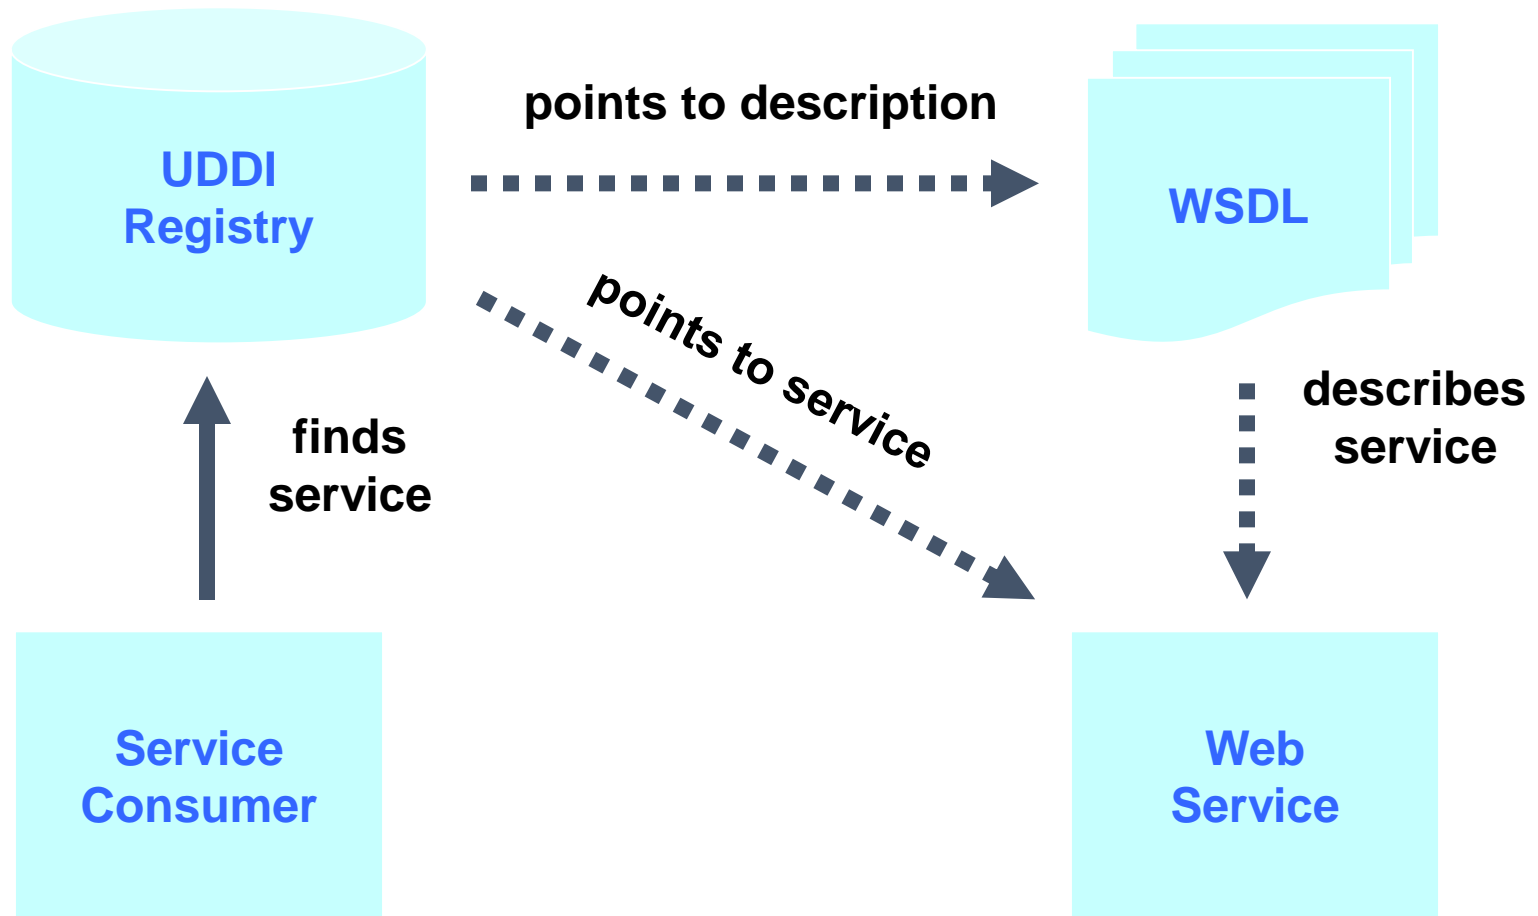 points to description
UDDI
Registry
WSDL
points to service
describes
service
finds
service
Service
Consumer
Web
Service